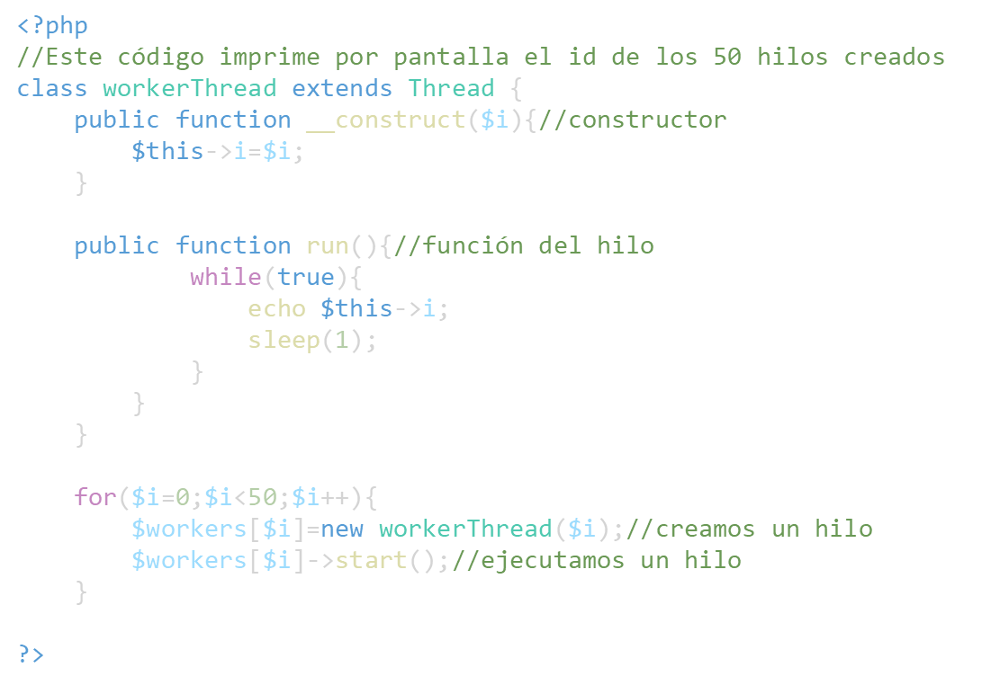 <?php
//Este código imprime por pantalla el id de los 50 hilos creados
class workerThread extends Thread {
    public function __construct($i){//constructor
        $this->i=$i;
    }

    public function run(){//función del hilo
            while(true){
                echo $this->i;
                sleep(1);
            }
        }
    }

    for($i=0;$i<50;$i++){
        $workers[$i]=new workerThread($i);//creamos un hilo
        $workers[$i]->start();//ejecutamos un hilo
    }

?>